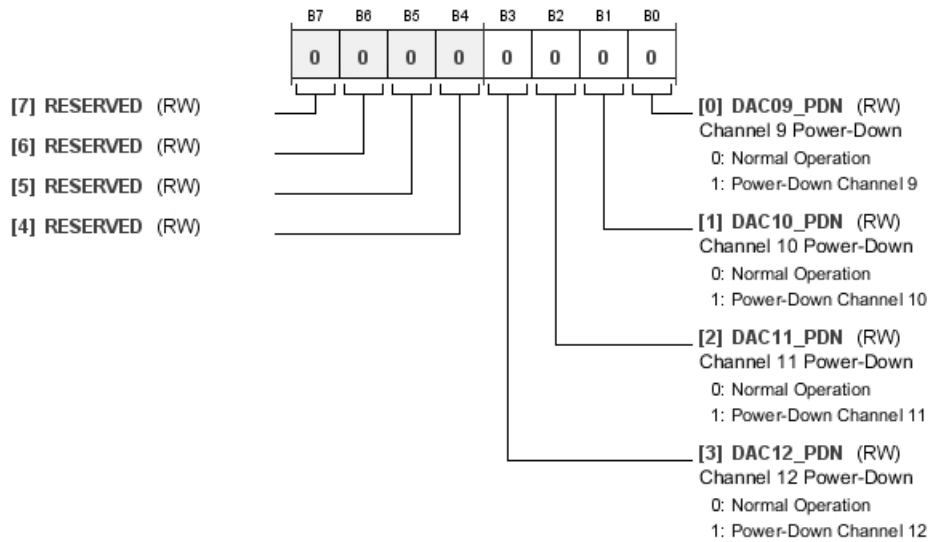 B7 B6 B5 B4 B3 B2 B1 B0
0 0 0 0 0 0 0 0
[7] RESERVED (RW)
[6] RESERVED (RW)
[5] RESERVED (RW)
[4] RESERVED (RW)
[0] DAC09_PDN (RW)
Channel 9 Power-Down
0: Normal Operation
1: Power-Down Channel 9
[1] DAC10_PDN (RW)
Channel 10 Power-Down
0: Normal Operation
1: Power-Down Channel 10
[2] DAC11_PDN (RW)
Channel 11 Power-Down
0: Normal Operation
1: Power-Down Channel 11
[3] DAC12_PDN (RW)
Channel 12 Power-Down
0: Normal Operation
1: Power-Down Channel 12